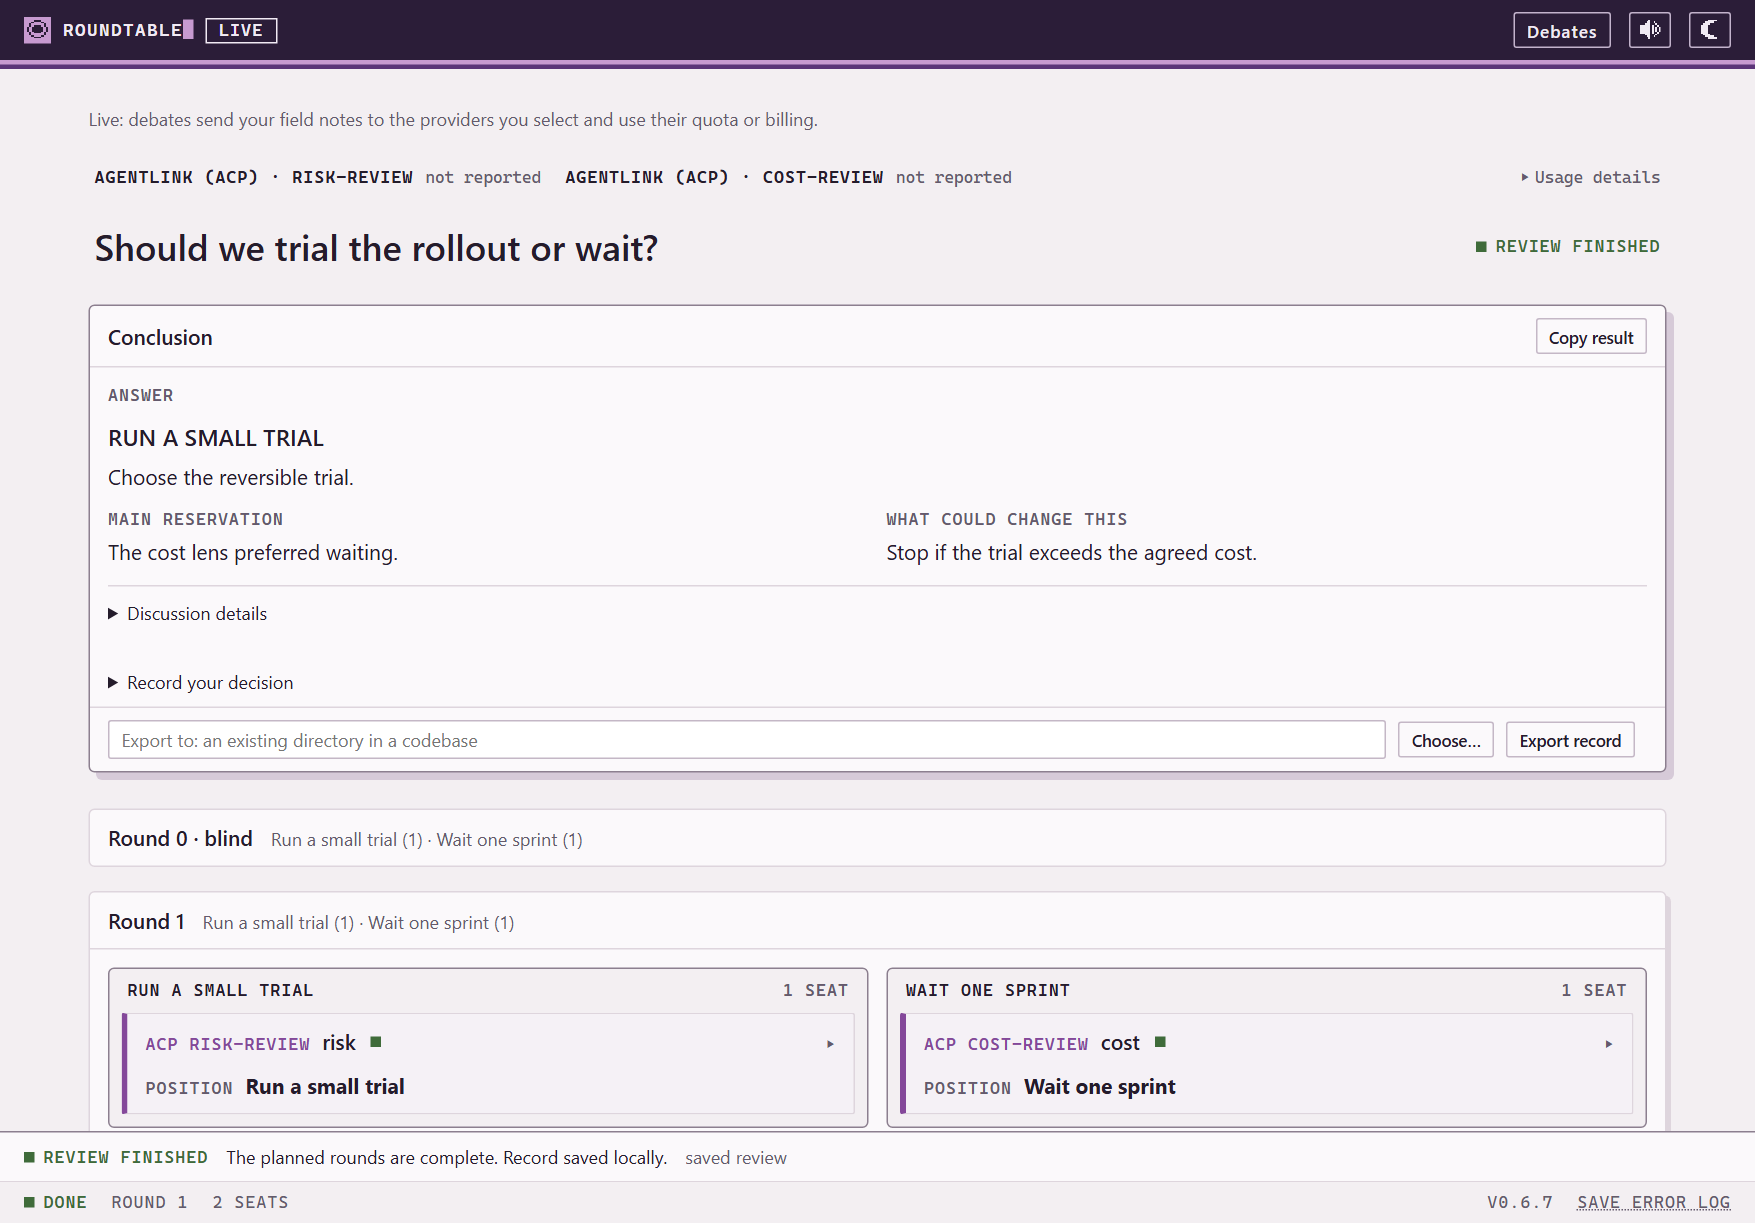 ROUNDTABLE LIVE
Debates
Live: debates send your field notes to the providers you select and use their quota or billing.
AGENTLINK (ACP) · RISK-REVIEW not reported AGENTLINK (ACP) · COST-REVIEW not reported
Usage details
Should we trial the rollout or wait?
REVIEW FINISHED
Conclusion
Copy result
ANSWER
RUN A SMALL TRIAL
Choose the reversible trial.
MAIN RESERVATION
The cost lens preferred waiting.
WHAT COULD CHANGE THIS
Stop if the trial exceeds the agreed cost.
Discussion details
Record your decision
Export to: an existing directory in a codebase
Choose...
Export record
Round 0 · blind Run a small trial (1) · Wait one sprint (1)
Round 1 Run a small trial (1) · Wait one sprint (1)
RUN A SMALL TRIAL 1 SEAT
ACP RISK-REVIEW risk
POSITION Run a small trial
WAIT ONE SPRINT 1 SEAT
ACP COST-REVIEW cost
POSITION Wait one sprint
REVIEW FINISHED The planned rounds are complete. Record saved locally. saved review
DONE ROUND 1 2 SEATS
V0.6.7 SAVE ERROR LOG